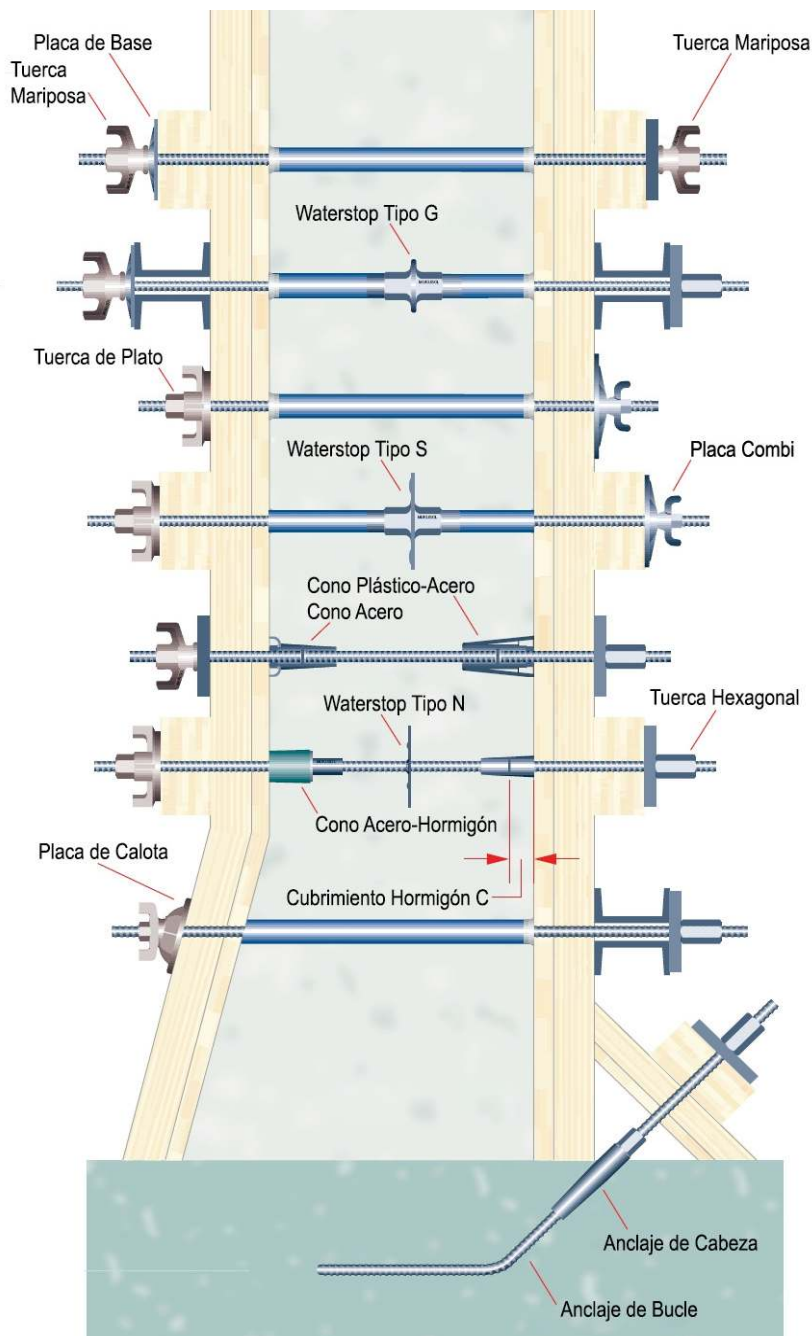 Placa de Base
Tuerca
Mariposa
Tuerca Mariposa
Waterstop Tipo G
Tuerca de Plato
Waterstop Tipo S
Placa Combi
Cono Plástico-Acero
Cono Acero
Waterstop Tipo N
Tuerca Hexagonal
Cono Acero-Hormigón
Placa de Calota
Cubrimiento Hormigón C
Anclaje de Cabeza
Anclaje de Bucle